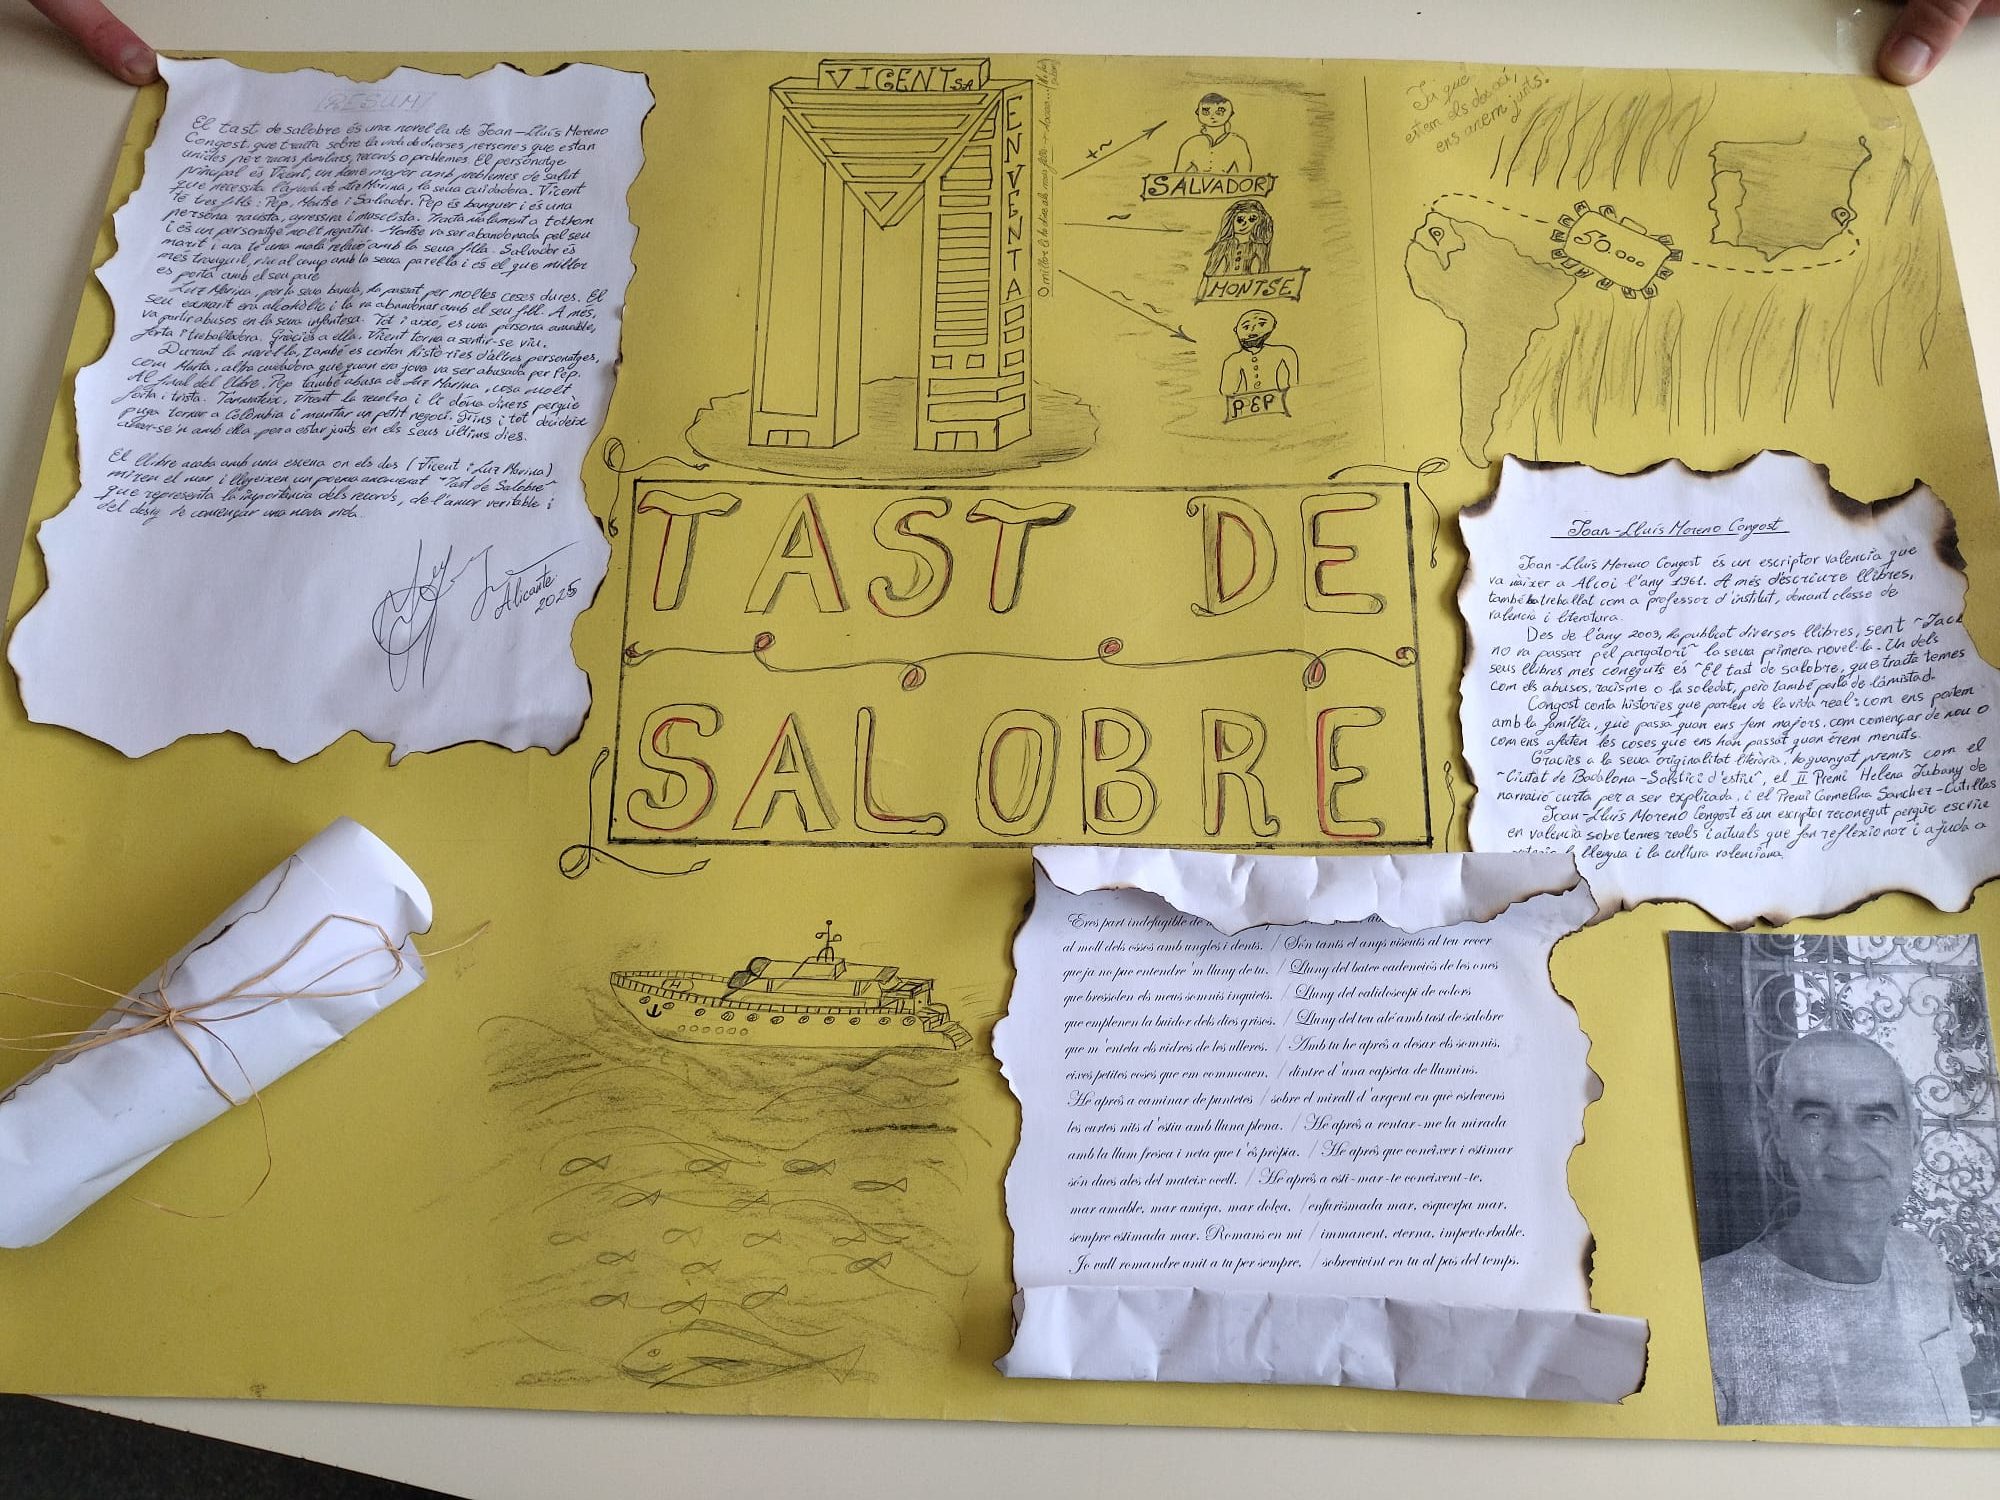 (RESUM)
El tast de salobre és una novel·la de Joan-Lluís Moreno
Congost, que tracta sobre la vida de diverses persones que estan
unides per raons familiars, records o problemes. El personatge
principal és Vicent, un home major amb problemes de salut
que necessita l'ajuda de Luz Marina, la seua cuidadora. Vicent
té tres fills: Pep, Montse i Salvador. Pep és banquer i és una
persona racista, agressiva i masclista. Tracta malament a tothom
i és un personatge molt negatiu. Montse va ser abandonada pel seu
marit i ara té una mala relació amb la seua filla. Salvador és
més tranquil, viu al camp amb la seua parella i és el que millor
es porta amb el seu pare
Luz Marina, per la seva banda, ha passat per moltes coses dures. El
seu exmarit era alcohòlic i la va abandonar amb el seu fill. A més,
va patir abusos en la seua infantesa. Tot i això, es una persona amable,
forta i treballadora. Gràcies a ella, Vicent torna a sentir-se viu.
Durant la novel·la, també es conten històries d'altres personatges,
com Marta, altra cuidadora que quan era jove va ser abusada per Pep.
Al final del llibre, Pep també abusa de Luz Marina, cosa molt
forta i trista. Tanmateix, Vicent la recolza i li dóna diners perquè
puga tornar a Colòmbia i muntar un petit negoci. Fins i tot decideix
anar-se'n amb ella per a estar junts en els seus últims dies.
El llibre acaba amb una escena on els dos (Vicent i Luz Marina)
miren el mar i llegeixen un poema anomenat "Tast de Salobre"
que representa la importància dels records, de l'amor veritable i
del desig de començar una nova vida.
Alicante
2025
VICENT SA
EN VENTA
O millor li ho dius als meus fills
+~
SALVADOR
~
MONTSE
~
PEP
Tu que
estem els dos ací,
ens anem junts.
50...
TAST DE
SALOBRE
Joan-Lluís Moreno Congost
Joan-Lluís Moreno Congost és un escriptor valencià que
va nàixer a Alcoi l'any 1961. A més d'escriure llibres,
també ha treballat com a professor d'institut, donant classe de
valencià i literatura.
Des de l'any 2003, ha publicat diversos llibres, sent "Jack
no va passar pel purgatori" la seua primera novel·la. Un dels
seus llibres més coneguts és "El tast de salobre, que tracta temes
com els abusos, racisme o la soledat, però també parla de l'amistad.
Congost conta histories que parlen de la vida real: com ens portem
amb la família, què passa quan ens fem majors, com començar de nou o
com ens afecten les coses que ens han passat quan érem menuts.
Gracies a la seua originalitat literària, ha guanyat premis com el
"Ciutat de Badalona-Solstici d'estiu", el II Premi Helena Jubany de
narració curta per a ser explicada, i el Premi Carmelina Sanchez-Cutillas
Joan-Lluís Moreno Congost és un escriptor reconegut perquè escriu
en valencià sobre temes reals i actuals que fan reflexionar i ajuda a
la llengua i la cultura valenciana.
Eres part indefugible de
al moll dels ossos amb ungles i dents. / Són tants el anys viscuts al teu recer
que ja no puc entendre'm lluny de tu. / Lluny del batec cadenciós de les ones
que bressolen els meus somnis inquiets. / Lluny del calidoscopi de colors
que emplenen la buidor dels dies grisos. / Lluny del teu alé amb tast de salobre
que m'entela els vidres de les ulleres. / Amb tu he aprés a desar els somnis,
eixes petites coses que em commouen. / dintre d'una capseta de llumins.
He aprés a caminar de puntetes / sobre el mirall d'argent en què esdevens
les curtes nits d'estiu amb lluna plena. / He aprés a rentar-me la mirada
amb la llum fresca i neta que t'és pròpia. / He aprés que conèixer i estimar
són dues ales del mateix ocell. / He aprés a esti-mar-te coneixent-te,
mar amable, mar amiga, mar dolça, / enfurismada mar, esquerpa mar,
sempre estimada mar. Romans en mi / immanent, eterna, impertorbable.
Jo vull romandre unit a tu per sempre, / sobrevivint en tu al pas del temps.